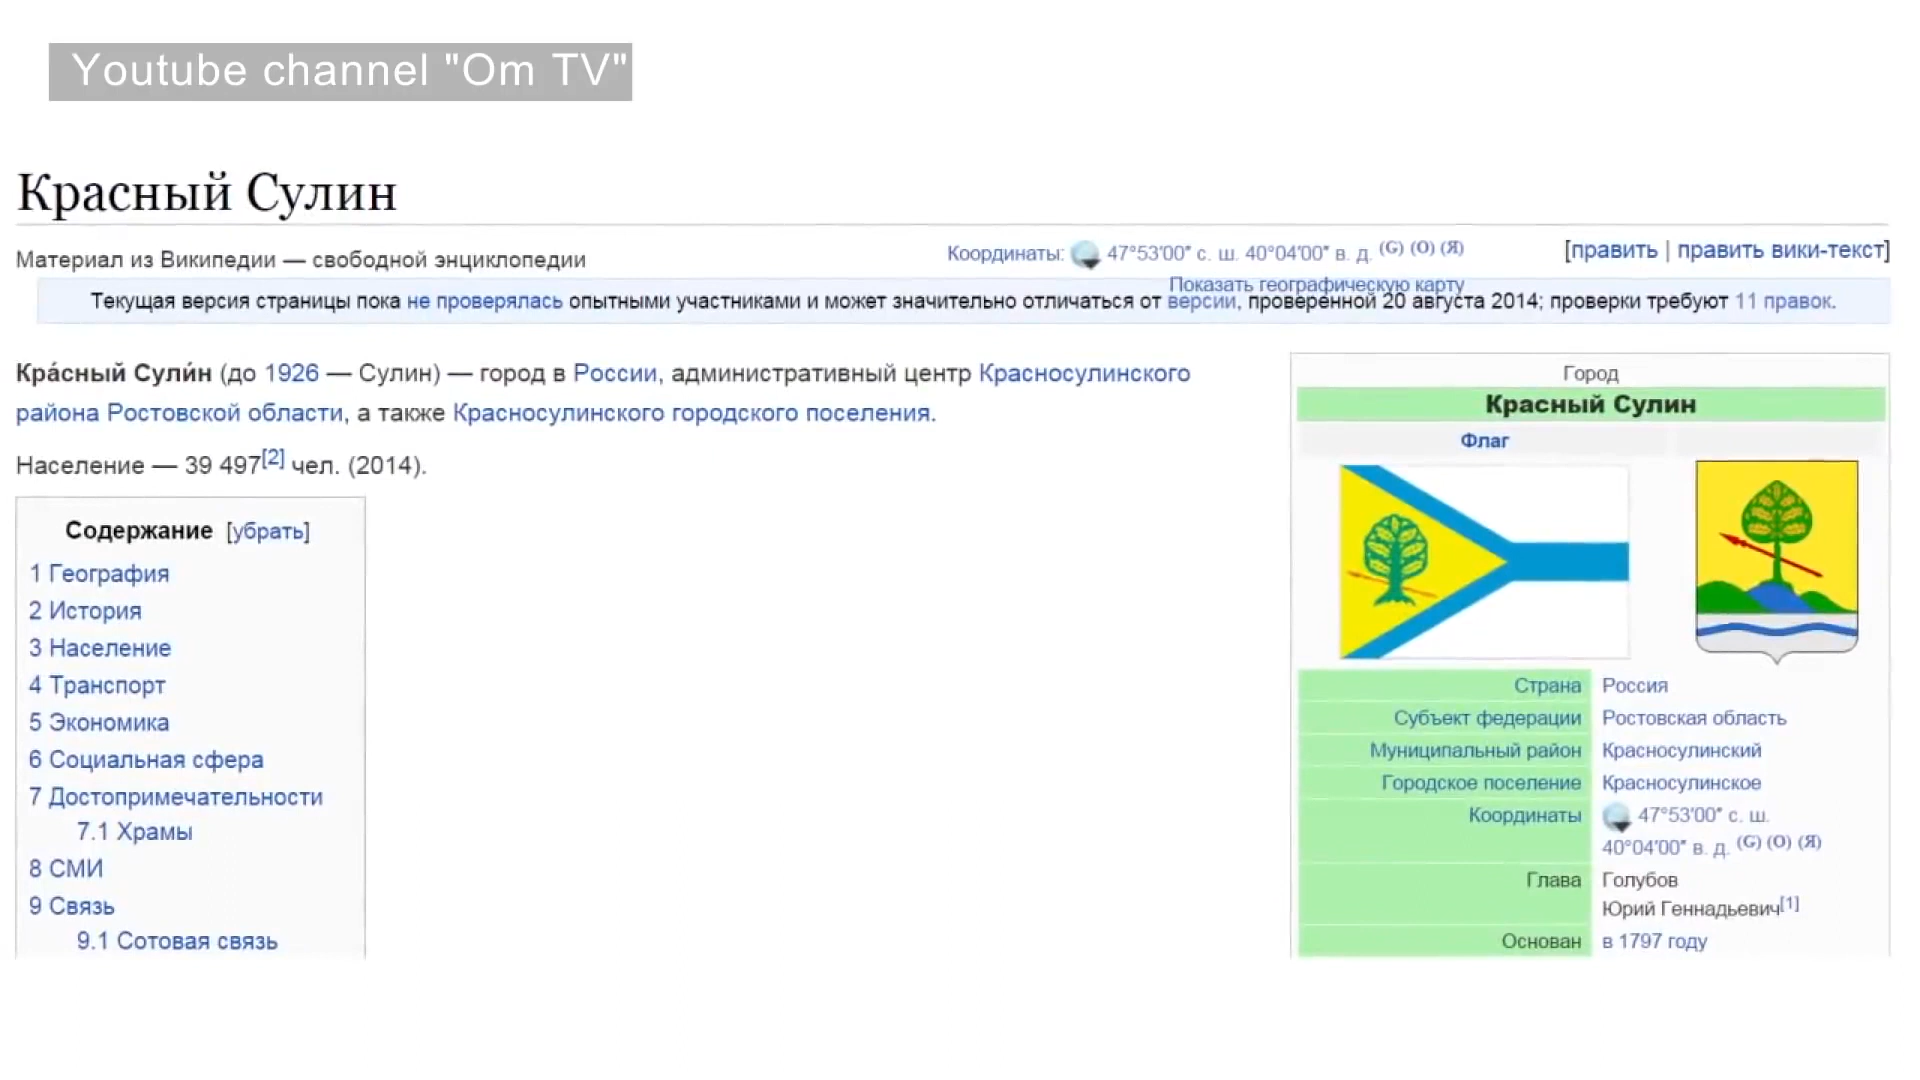 Youtube channel "Om TV"
Красный Сулин
Материал из Википедии — свободной энциклопедии
Координаты: 47°53′00″ с. ш. 40°04′00″ в. д. (G) (O) (Я)
[править | править вики-текст]
Показать географическую карту
Текущая версия страницы пока не проверялась опытными участниками и может значительно отличаться от версии, проверенной 20 августа 2014; проверки требуют 11 правок.
Кра́сный Сули́н (до 1926 — Сулин) — город в России, административный центр Красносулинского
района Ростовской области, а также Красносулинского городского поселения.
Население — 39 497[2] чел. (2014).
Содержание [убрать]
1 География
2 История
3 Население
4 Транспорт
5 Экономика
6 Социальная сфера
7 Достопримечательности
7.1 Храмы
8 СМИ
9 Связь
9.1 Сотовая связь
Город
Красный Сулин
Флаг
Страна Россия
Субъект федерации Ростовская область
Муниципальный район Красносулинский
Городское поселение Красносулинское
Координаты 47°53′00″ с. ш.
40°04′00″ в. д. (G) (O) (Я)
Глава Голубов
Юрий Геннадьевич[1]
Основан в 1797 году